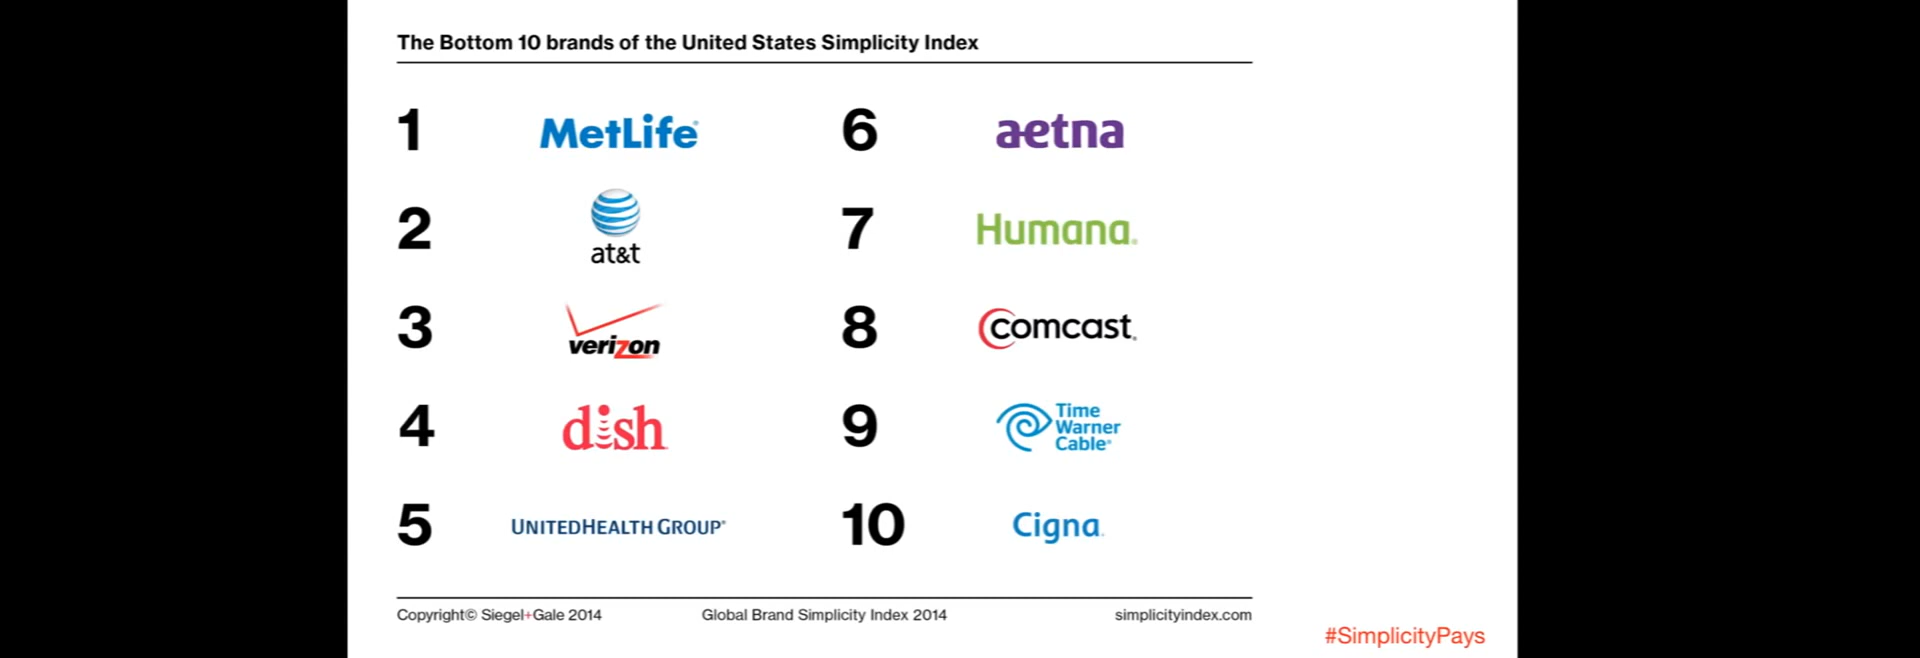 The Bottom 10 brands of the United States Simplicity Index
1 MetLife®
2 at&t
3 verizon
4 dish
5 UNITEDHEALTH GROUP®
6 aetna
7 Humana®
8 comcast®
9 Time Warner Cable®
10 Cigna®
Copyright© Siegel+Gale 2014 Global Brand Simplicity Index 2014 simplicityindex.com
#SimplicityPays